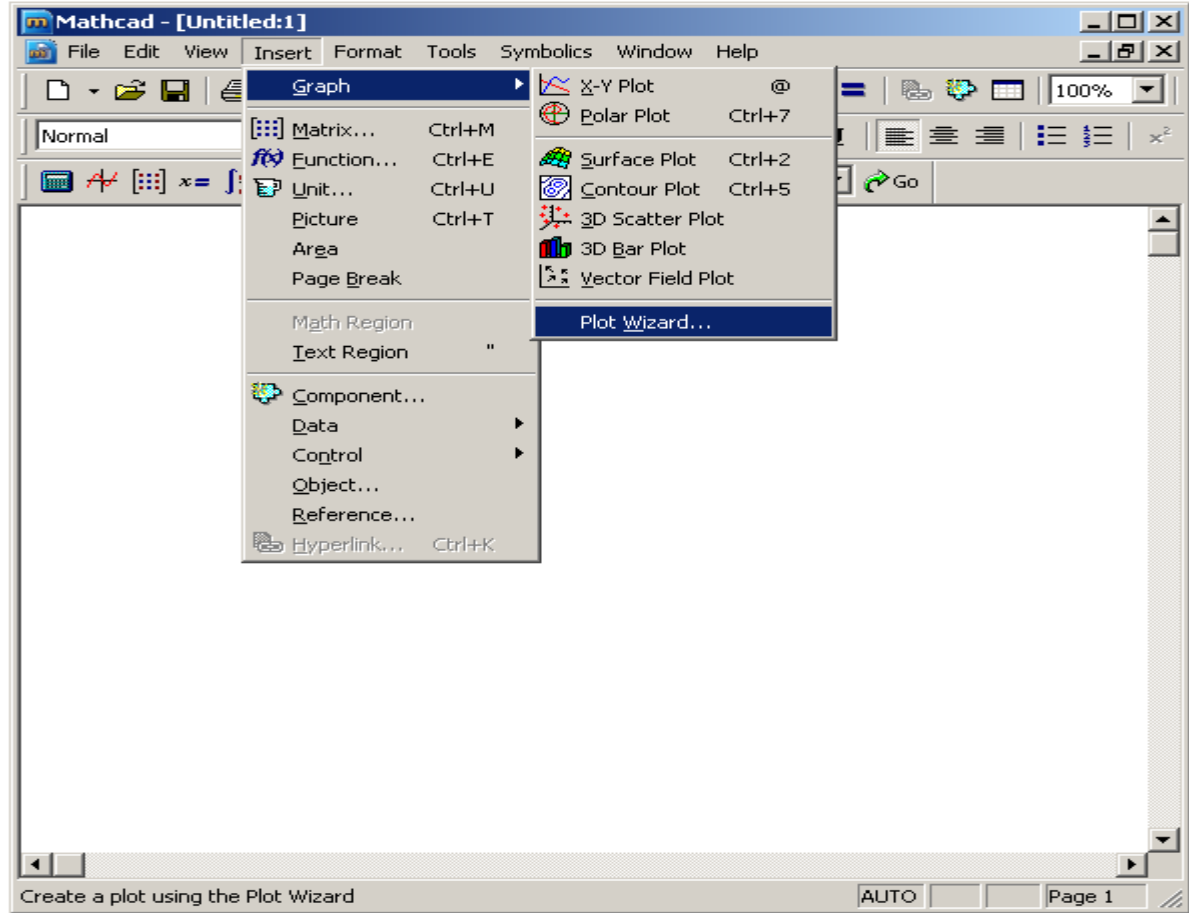 Mathcad - [Untitled:1]
File Edit View Insert Format Tools Symbolics Window Help
100%
Normal
Go
Graph
Matrix... Ctrl+M
Function... Ctrl+E
Unit... Ctrl+U
Picture Ctrl+T
Area
Page Break
Math Region
Text Region "
Component...
Data
Control
Object...
Reference...
Hyperlink... Ctrl+K
X-Y Plot @
Polar Plot Ctrl+7
Surface Plot Ctrl+2
Contour Plot Ctrl+5
3D Scatter Plot
3D Bar Plot
Vector Field Plot
Plot Wizard...
Create a plot using the Plot Wizard
AUTO
Page 1